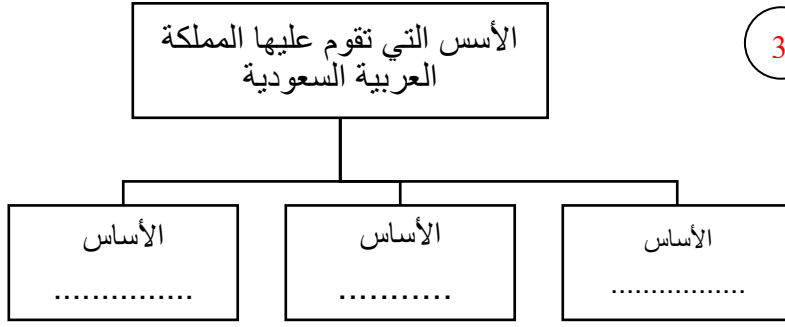 الأسس التي تقوم عليها المملكة
العربية السعودية
3
الأساس
.................
الأساس
...........
الأساس
...............